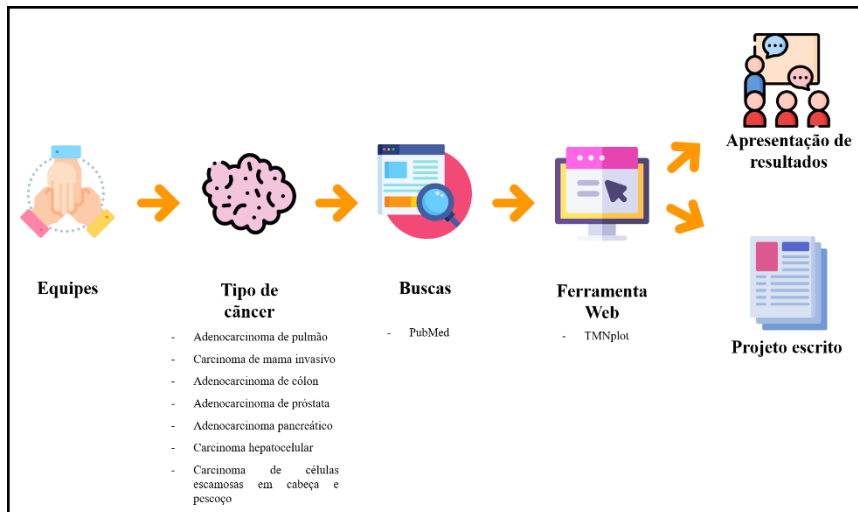 Equipes
Tipo de
câncer
- Adenocarcinoma de pulmão
- Carcinoma de mama invasivo
- Adenocarcinoma de cólon
- Adenocarcinoma de próstata
- Adenocarcinoma pancreático
- Carcinoma hepatocelular
- Carcinoma de células
escamosas em cabeça e
pescoço
Buscas
- PubMed
Ferramenta
Web
- TMNplot
Apresentação de
resultados
Projeto escrito